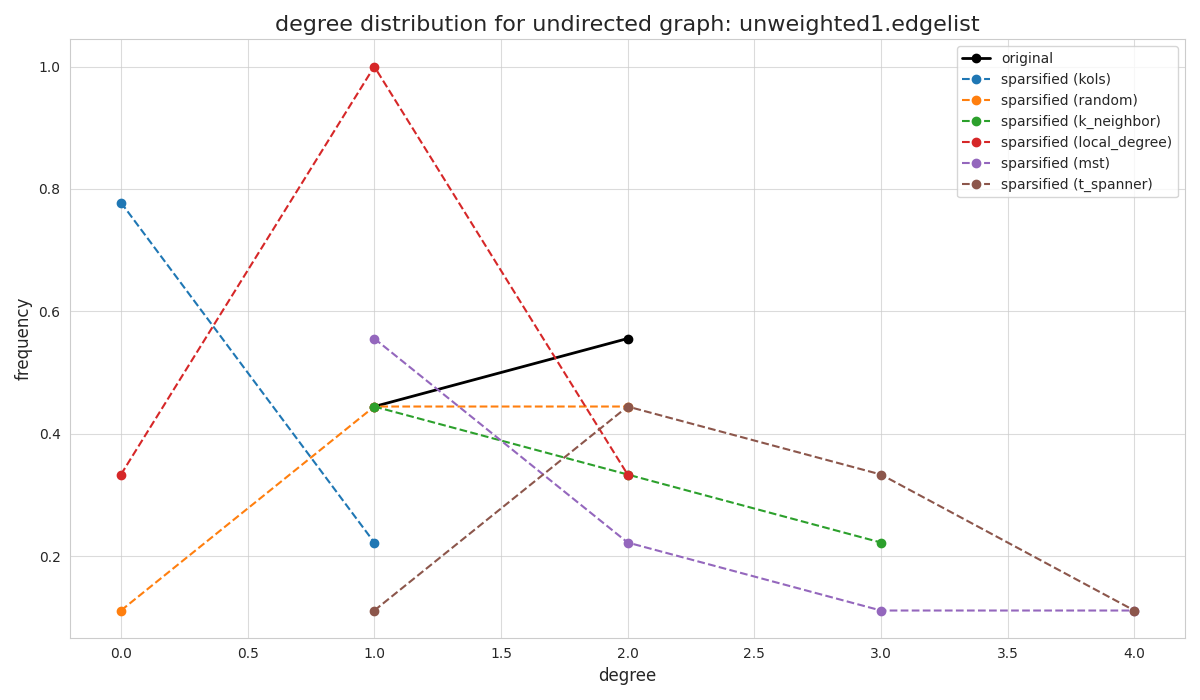 degree distribution for undirected graph: unweighted1.edgelist
original
sparsified (kols)
sparsified (random)
sparsified (k_neighbor)
sparsified (local_degree)
sparsified (mst)
sparsified (t_spanner)
frequency
1.0
0.8
0.6
0.4
0.2
0.0 0.5 1.0 1.5 2.0 2.5 3.0 3.5 4.0
degree